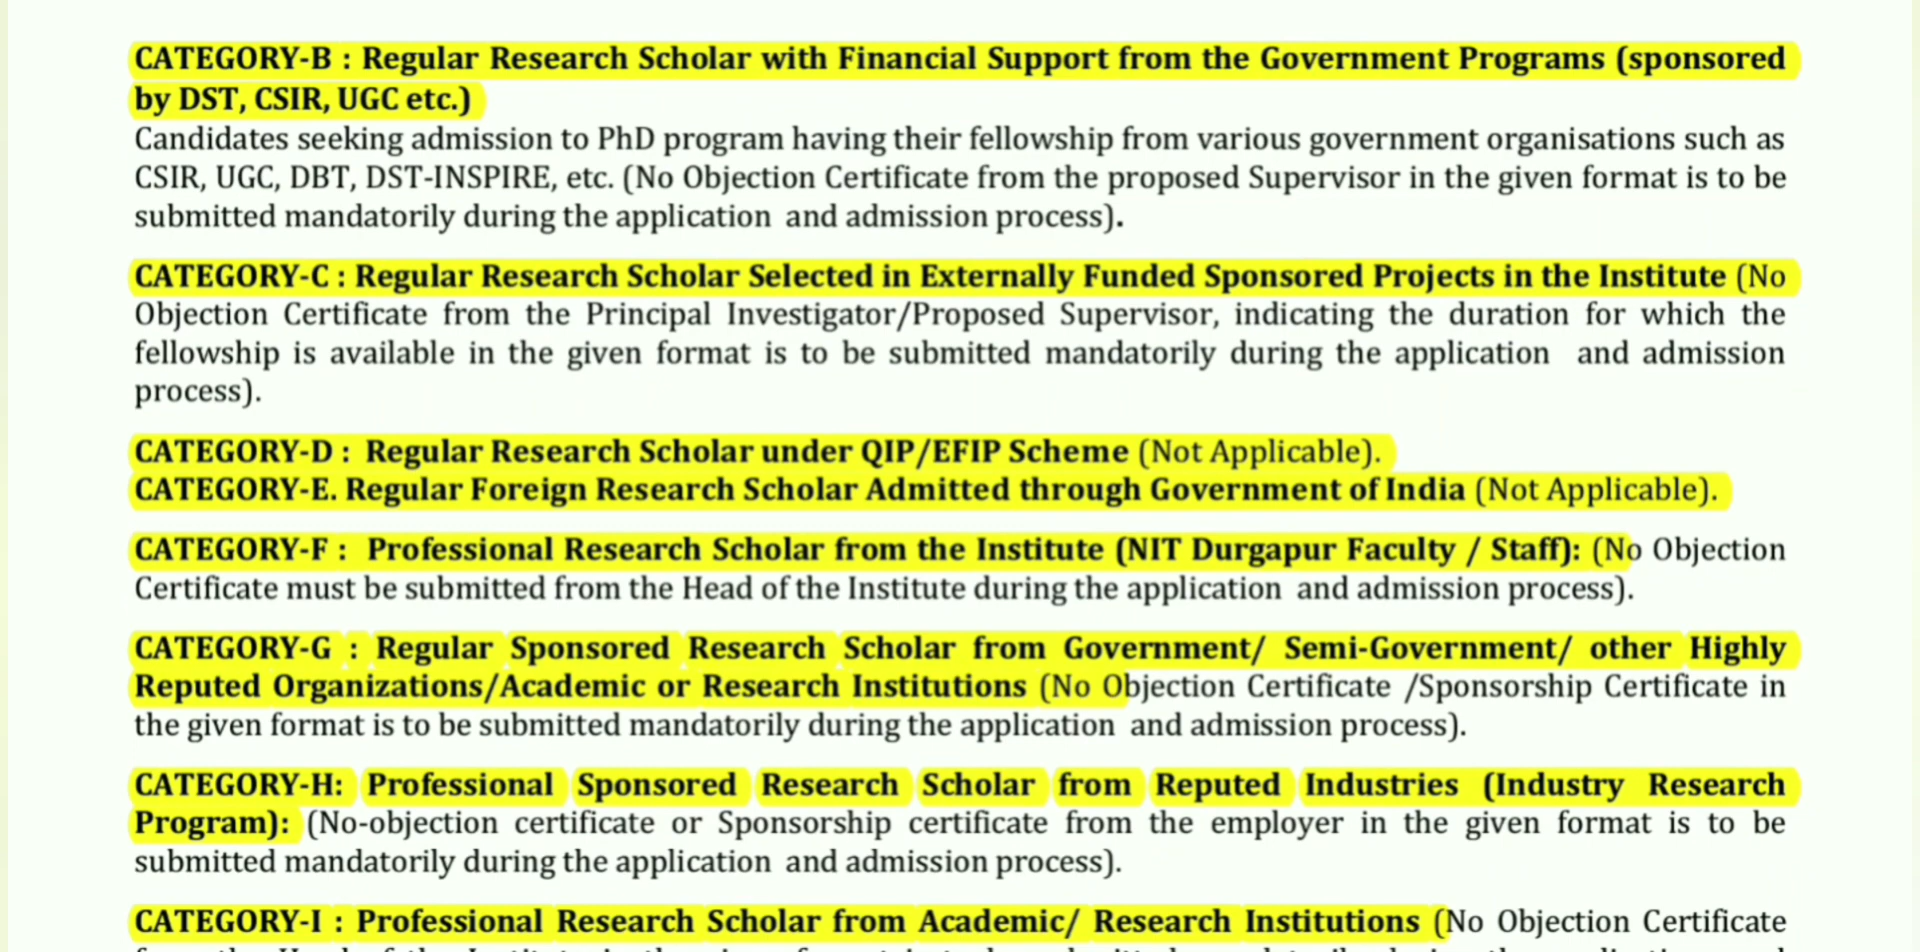 CATEGORY-B : Regular Research Scholar with Financial Support from the Government Programs (sponsored
by DST, CSIR, UGC etc.)
Candidates seeking admission to PhD program having their fellowship from various government organisations such as
CSIR, UGC, DBT, DST-INSPIRE, etc. (No Objection Certificate from the proposed Supervisor in the given format is to be
submitted mandatorily during the application and admission process).
CATEGORY-C : Regular Research Scholar Selected in Externally Funded Sponsored Projects in the Institute (No
Objection Certificate from the Principal Investigator/Proposed Supervisor, indicating the duration for which the
fellowship is available in the given format is to be submitted mandatorily during the application and admission
process).
CATEGORY-D : Regular Research Scholar under QIP/EFIP Scheme (Not Applicable).
CATEGORY-E. Regular Foreign Research Scholar Admitted through Government of India (Not Applicable).
CATEGORY-F : Professional Research Scholar from the Institute (NIT Durgapur Faculty / Staff): (No Objection
Certificate must be submitted from the Head of the Institute during the application and admission process).
CATEGORY-G : Regular Sponsored Research Scholar from Government/ Semi-Government/ other Highly
Reputed Organizations/Academic or Research Institutions (No Objection Certificate /Sponsorship Certificate in
the given format is to be submitted mandatorily during the application and admission process).
CATEGORY-H: Professional Sponsored Research Scholar from Reputed Industries (Industry Research
Program): (No-objection certificate or Sponsorship certificate from the employer in the given format is to be
submitted mandatorily during the application and admission process).
CATEGORY-I : Professional Research Scholar from Academic/ Research Institutions (No Objection Certificate